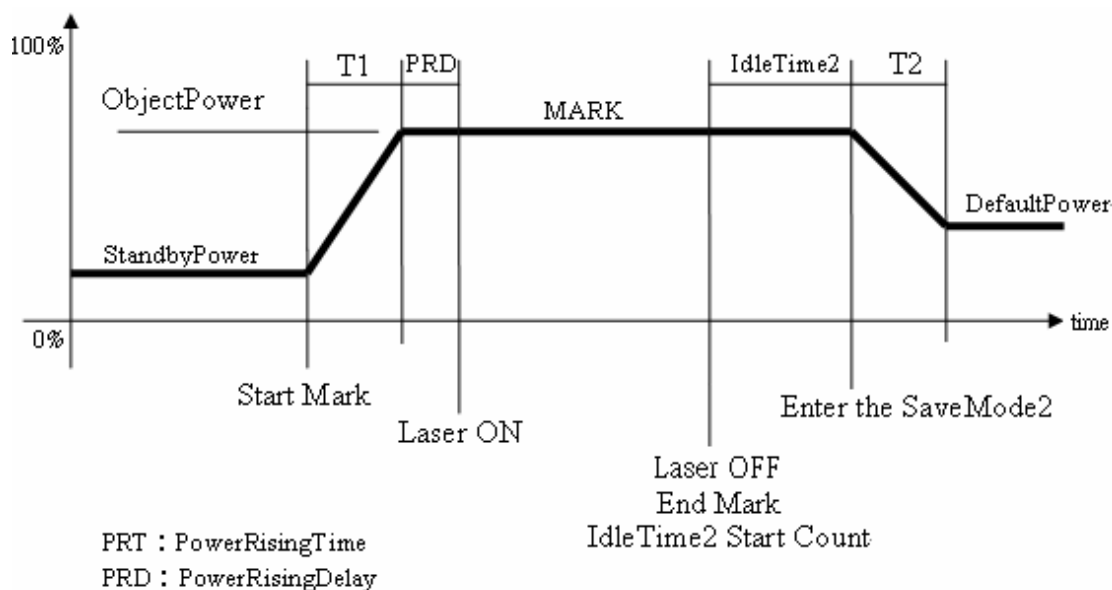 100%
T1
PRD
IdleTime2
T2
ObjectPower
MARK
DefaultPower
StandbyPower
0%
time
Start Mark
Laser ON
Enter the SaveMode2
Laser OFF
End Mark
IdleTime2 Start Count
PRT：PowerRisingTime
PRD：PowerRisingDelay